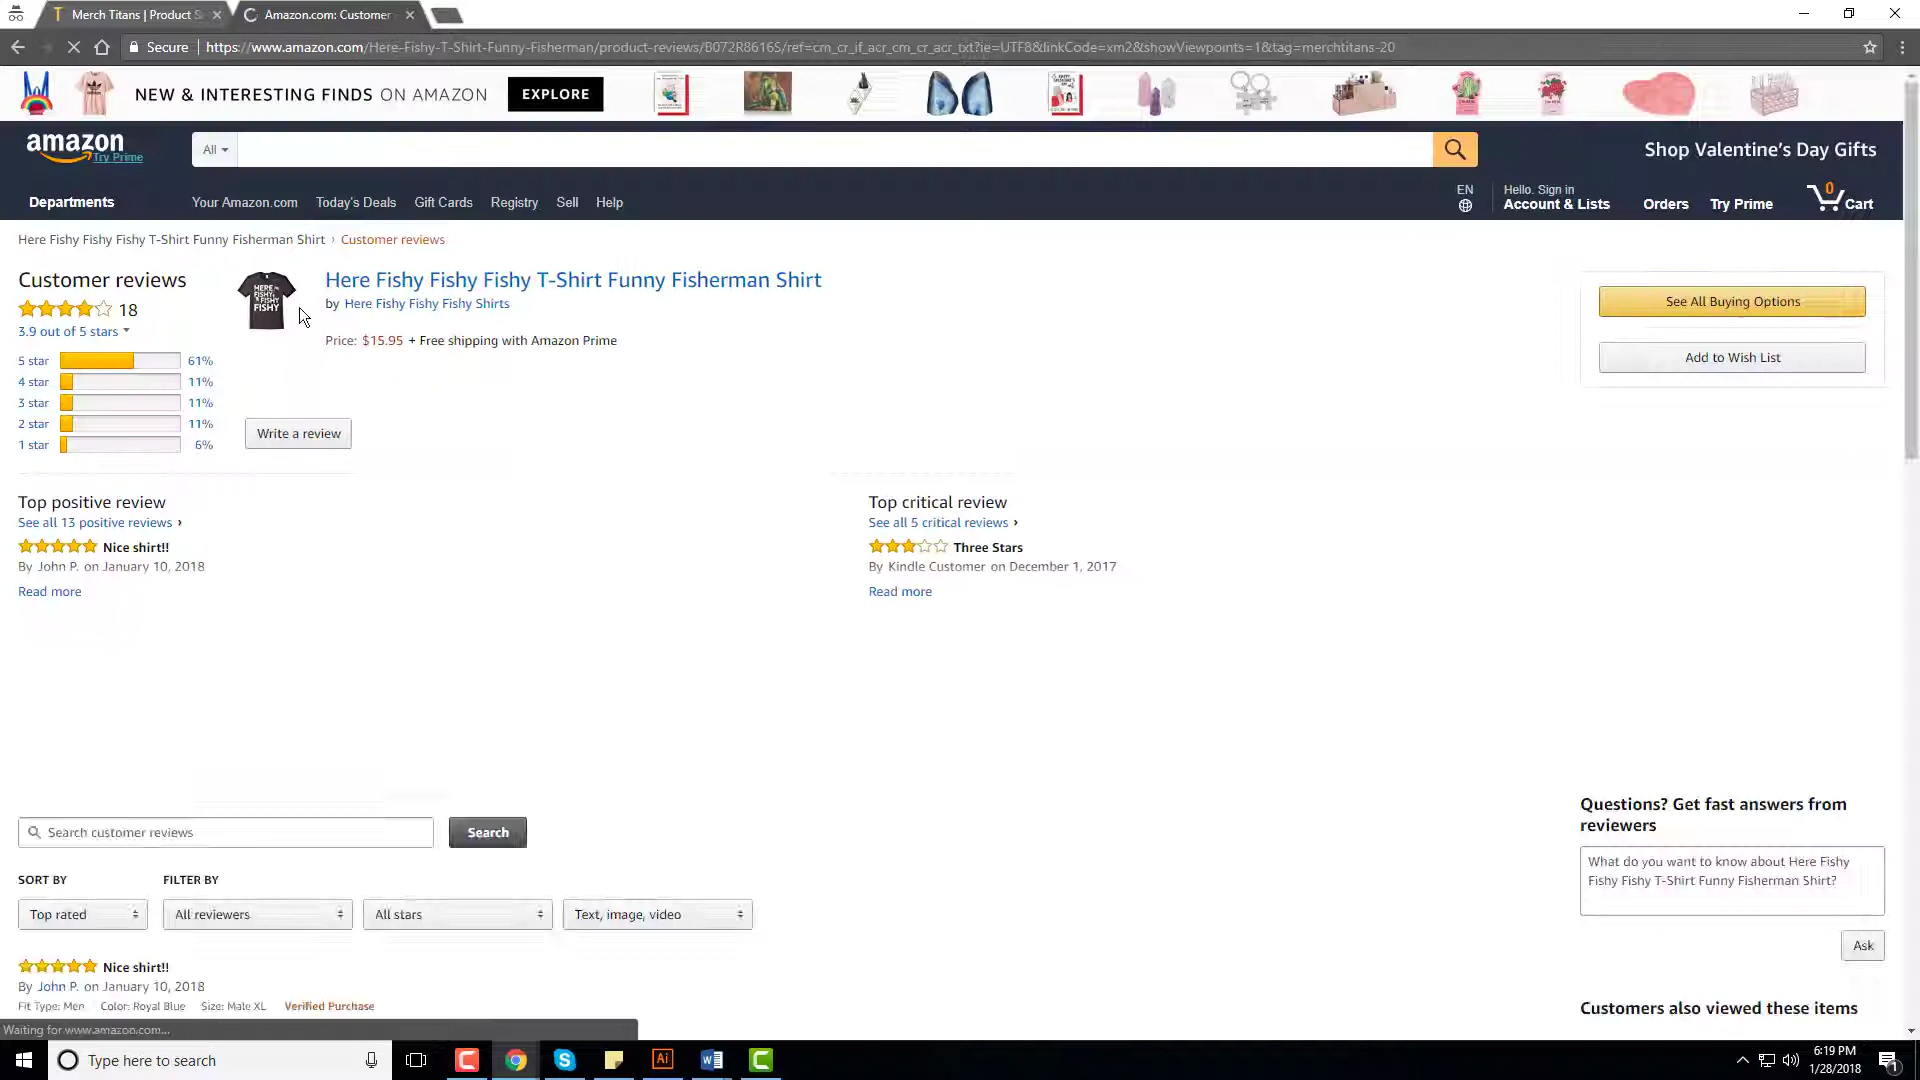 Merch Titans | Product S
Amazon.com: Customer
Secure
https://www.amazon.com/Here-Fishy-T-Shirt-Funny-Fisherman/product-reviews/B072R8616S/ref=cm_cr_if_acr_cm_cr_acr_txt?ie=UTF8&linkCode=xm2&showViewpoints=1&tag=merchtitans-20
NEW & INTERESTING FINDS ON AMAZON
EXPLORE
amazon
Try Prime
All
Shop Valentine's Day Gifts
Departments
Your Amazon.com
Today's Deals
Gift Cards
Registry
Sell
Help
EN
Hello. Sign in
Account & Lists
Orders
Try Prime
0
Cart
Here Fishy Fishy Fishy T-Shirt Funny Fisherman Shirt › Customer reviews
Customer reviews
18
3.9 out of 5 stars
5 star 61%
4 star 11%
3 star 11%
2 star 11%
1 star 6%
HERE
FISHY
FISHY
FISHY
Here Fishy Fishy Fishy T-Shirt Funny Fisherman Shirt
by Here Fishy Fishy Fishy Shirts
Price: $15.95 + Free shipping with Amazon Prime
Write a review
See All Buying Options
Add to Wish List
Top positive review
See all 13 positive reviews ›
Nice shirt!!
By John P. on January 10, 2018
Read more
Top critical review
See all 5 critical reviews ›
Three Stars
By Kindle Customer on December 1, 2017
Read more
Search customer reviews
Search
SORT BY
FILTER BY
Top rated
All reviewers
All stars
Text, image, video
Nice shirt!!
By John P. on January 10, 2018
Fit Type: Men Color: Royal Blue Size: Male XL Verified Purchase
Questions? Get fast answers from
reviewers
What do you want to know about Here Fishy
Fishy Fishy T-Shirt Funny Fisherman Shirt?
Ask
Customers also viewed these items
Waiting for www.amazon.com...
Type here to search
Ai
6:19 PM
1/28/2018
1